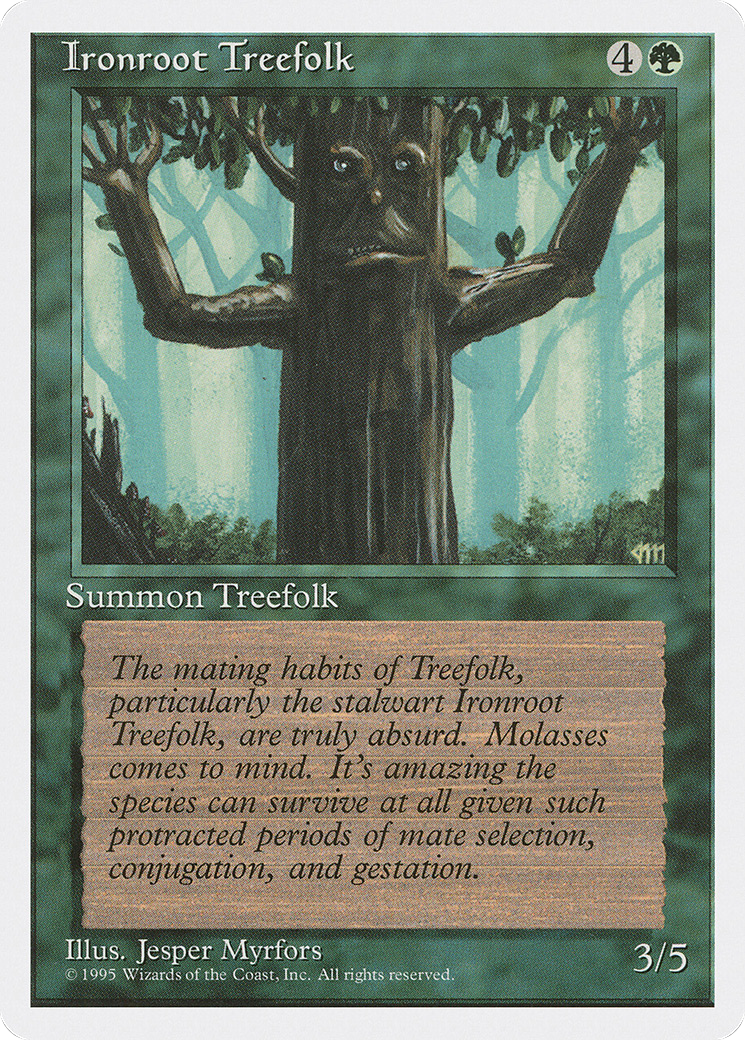 Ironroot Treefolk 4
Summon Treefolk
The mating habits of Treefolk,
particularly the stalwart Ironroot
Treefolk, are truly absurd. Molasses
comes to mind. It's amazing the
species can survive at all given such
protracted periods of mate selection,
conjugation, and gestation.
Illus. Jesper Myrfors
3/5
© 1995 Wizards of the Coast, Inc. All rights reserved.